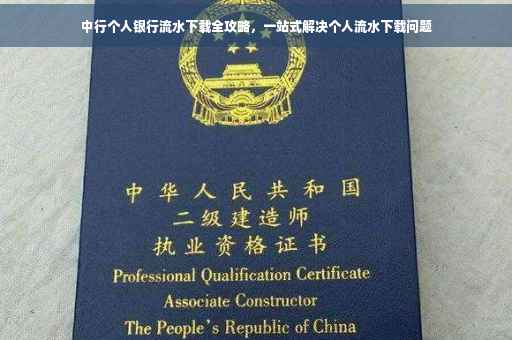 中行个人银行流水下载全攻略，一站式解决个人流水下载问题
中华人民共和国
二级建造师
执业资格证书
Professional Qualification Certificate
Associate Constructor
The People's Republic of China